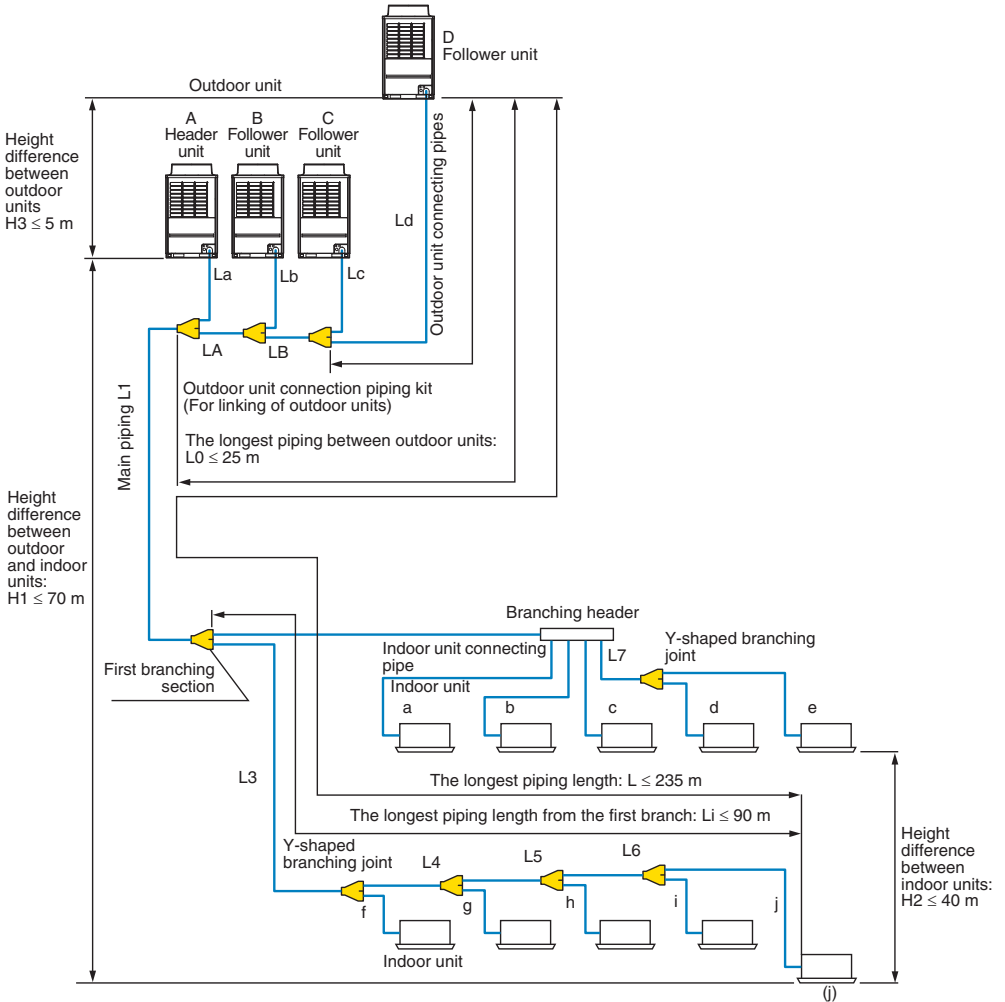 D
Follower unit
Outdoor unit
A
Header
unit
B
Follower
unit
C
Follower
unit
Height
difference
between
outdoor
units
H3 ≤ 5 m
Outdoor unit connecting pipes
Ld
La
Lb
Lc
LA
LB
Main piping L1
Outdoor unit connection piping kit
(For linking of outdoor units)
The longest piping between outdoor units:
L0 ≤ 25 m
Height
difference
between
outdoor
and indoor
units:
H1 ≤ 70 m
Branching header
First branching
section
Indoor unit connecting
pipe
L7
Y-shaped branching
joint
Indoor unit
a
b
c
d
e
L3
The longest piping length: L ≤ 235 m
The longest piping length from the first branch: Li ≤ 90 m
Y-shaped
branching joint
L4
L5
L6
f
g
h
i
j
Indoor unit
Height
difference
between
indoor units:
H2 ≤ 40 m
(j)